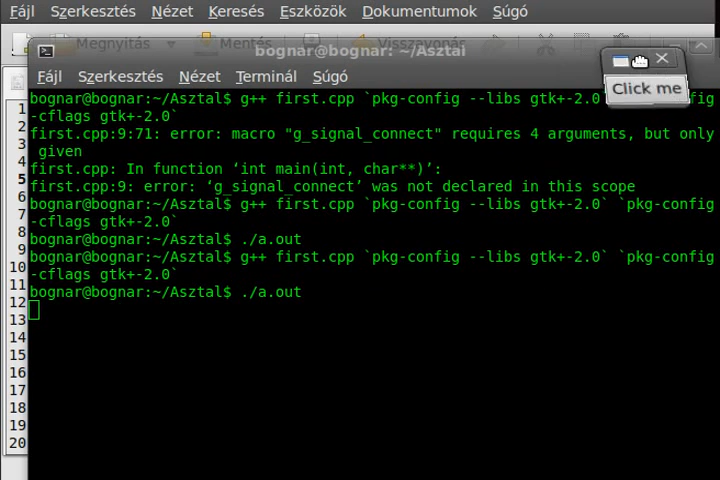 Fájl Szerkesztés Nézet Keresés Eszközök Dokumentumok Súgó
Megnyitás Mentés Visszavonás
bognar@bognar: ~/Asztal
Fájl Szerkesztés Nézet Terminál Súgó
Click me
bognar@bognar:~/Asztal$ g++ first.cpp `pkg-config --libs gtk+-2.0` `pkg-config
-cflags gtk+-2.0`
first.cpp:9:71: error: macro "g_signal_connect" requires 4 arguments, but only
given
first.cpp: In function ‘int main(int, char**)’:
first.cpp:9: error: ‘g_signal_connect’ was not declared in this scope
bognar@bognar:~/Asztal$ g++ first.cpp `pkg-config --libs gtk+-2.0` `pkg-config
-cflags gtk+-2.0`
bognar@bognar:~/Asztal$ ./a.out
bognar@bognar:~/Asztal$ g++ first.cpp `pkg-config --libs gtk+-2.0` `pkg-config
-cflags gtk+-2.0`
bognar@bognar:~/Asztal$ ./a.out
1
2
3
4
5
6
7
8
9
10
11
12
13
14
15
16
17
18
19
20